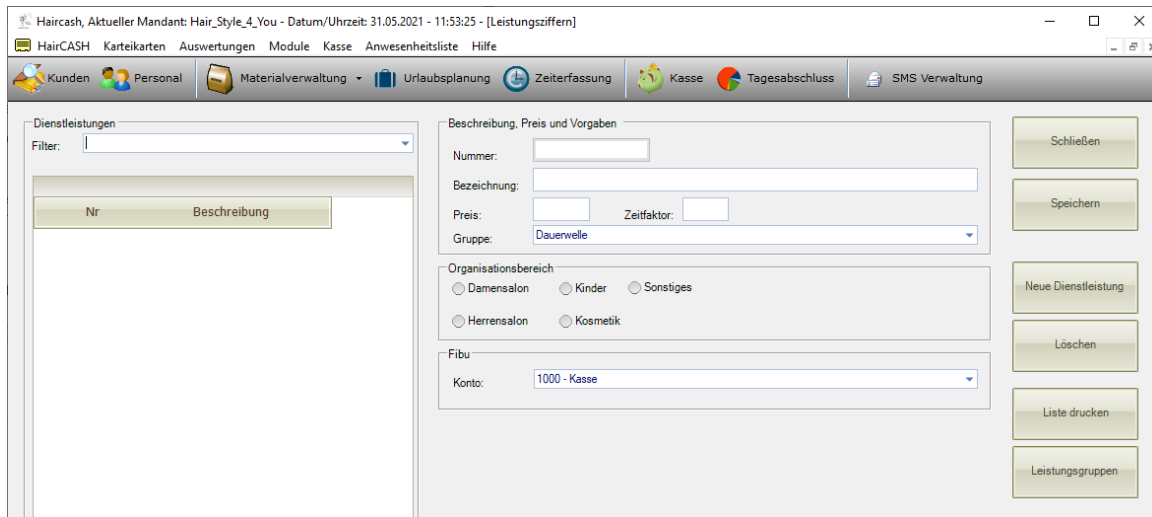 Haircash, Aktueller Mandant: Hair_Style_4_You - Datum/Uhrzeit: 31.05.2021 - 11:53:25 - [Leistungsziffern]
HairCASH Karteikarten Auswertungen Module Kasse Anwesenheitsliste Hilfe
Kunden Personal Materialverwaltung Urlaubsplanung Zeiterfassung Kasse Tagesabschluss SMS Verwaltung
Dienstleistungen
Filter:
Nr Beschreibung
Beschreibung, Preis und Vorgaben
Nummer:
Bezeichnung:
Preis: Zeitfaktor:
Gruppe: Dauerwelle
Organisationsbereich
Damensalon Kinder Sonstiges
Herrensalon Kosmetik
Fibu
Konto: 1000 - Kasse
Schließen
Speichern
Neue Dienstleistung
Löschen
Liste drucken
Leistungsgruppen